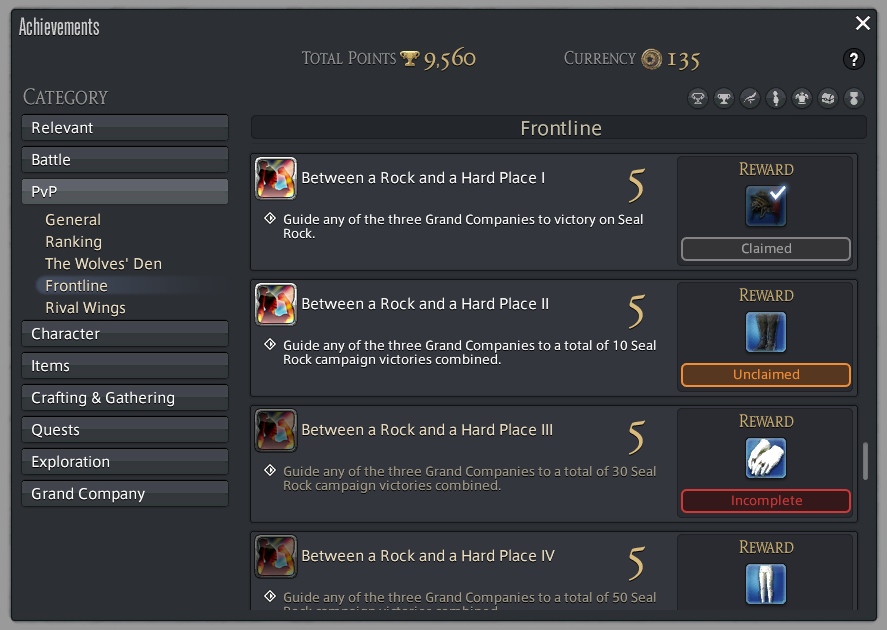 Achievements
TOTAL POINTS 9,560
CURRENCY 135
?
CATEGORY
Relevant
Battle
PvP
General
Ranking
The Wolves' Den
Frontline
Rival Wings
Character
Items
Crafting & Gathering
Quests
Exploration
Grand Company
Frontline
Between a Rock and a Hard Place I
5
Guide any of the three Grand Companies to victory on Seal
Rock.
REWARD
Claimed
Between a Rock and a Hard Place II
5
Guide any of the three Grand Companies to a total of 10 Seal
Rock campaign victories combined.
REWARD
Unclaimed
Between a Rock and a Hard Place III
5
Guide any of the three Grand Companies to a total of 30 Seal
Rock campaign victories combined.
REWARD
Incomplete
Between a Rock and a Hard Place IV
5
Guide any of the three Grand Companies to a total of 50 Seal
Rock campaign victories combined.
REWARD